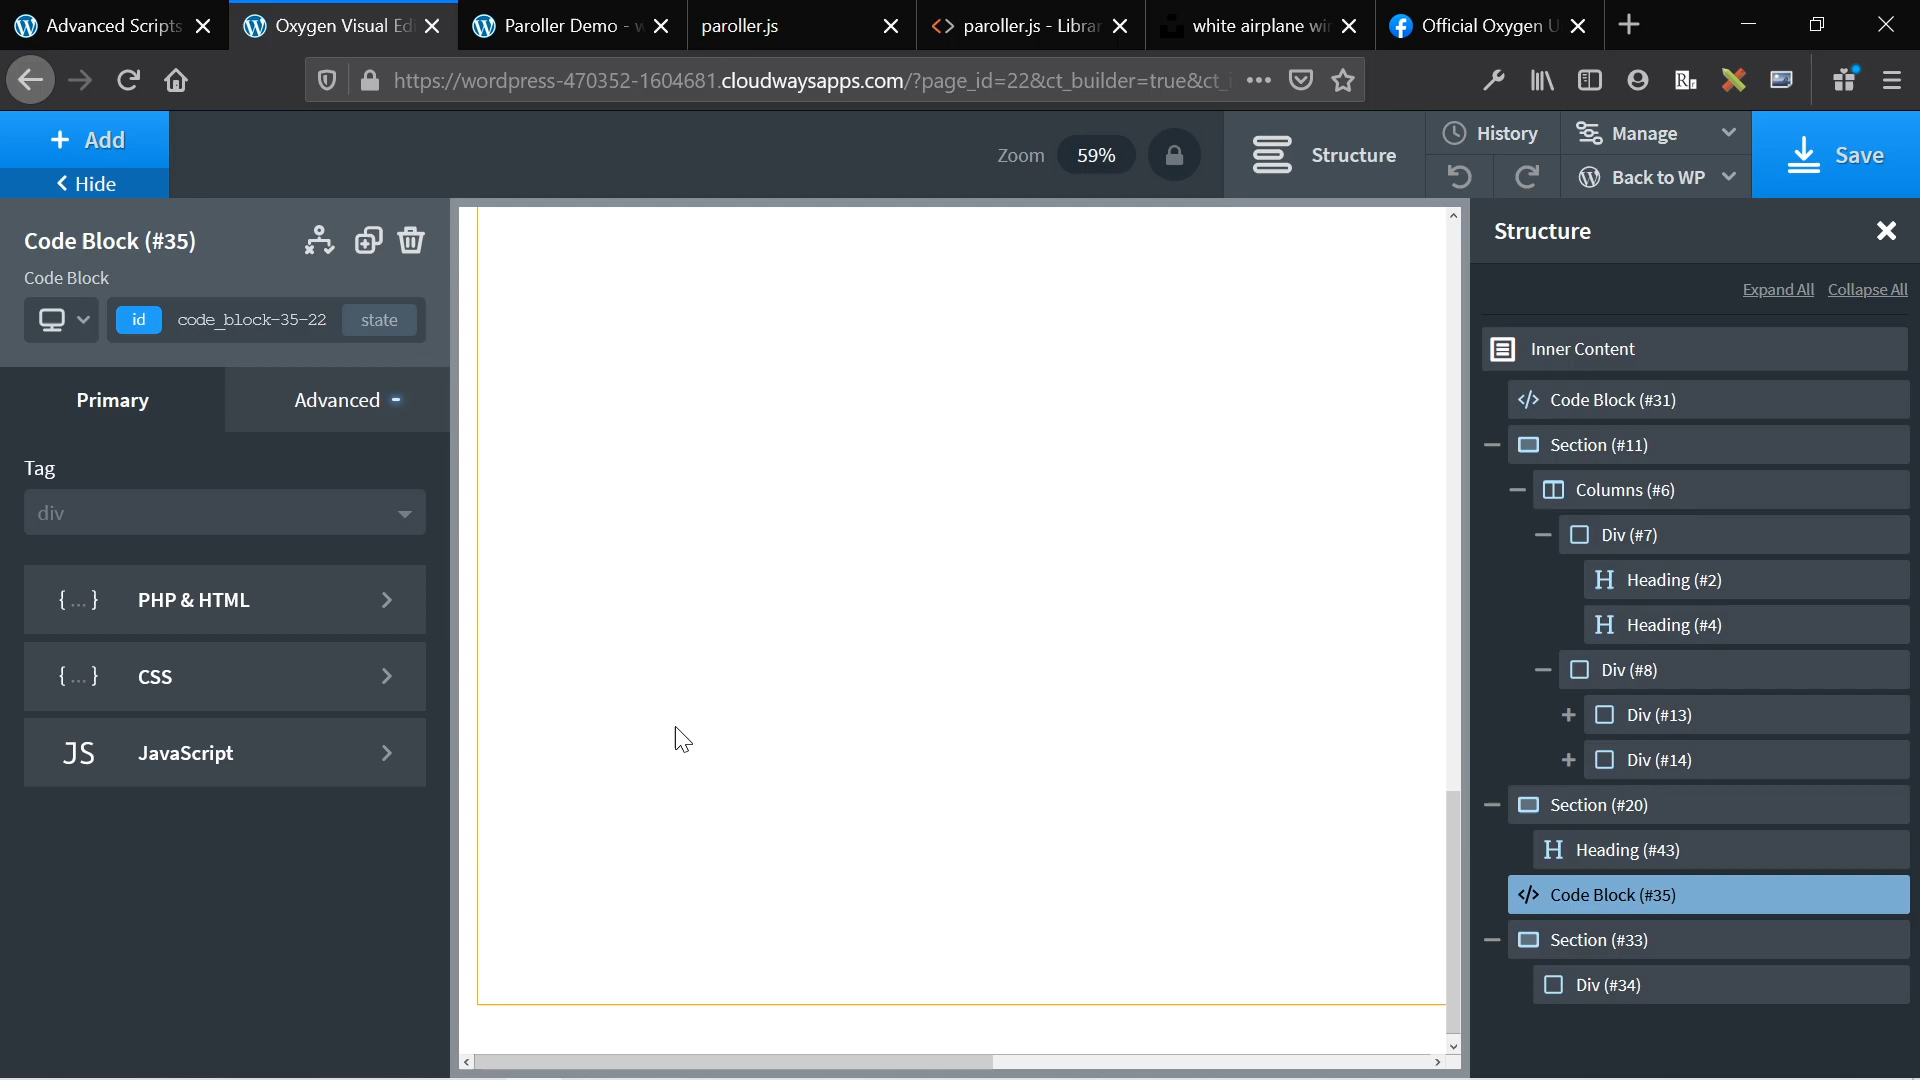 Advanced Scripts
Oxygen Visual Edi
Paroller Demo - w
paroller.js
paroller.js - Librar
white airplane win
Official Oxygen U
https://wordpress-470352-1604681.cloudwaysapps.com/?page_id=22&ct_builder=true&ct_i
+ Add
< Hide
Zoom
59%
Structure
History
Manage
Back to WP
Save
Code Block (#35)
Code Block
id
code_block-35-22
state
Primary
Advanced
Tag
div
{...} PHP & HTML
{...} CSS
JS JavaScript
Structure
Expand All
Collapse All
Inner Content
</> Code Block (#31)
Section (#11)
Columns (#6)
Div (#7)
H Heading (#2)
H Heading (#4)
Div (#8)
Div (#13)
Div (#14)
Section (#20)
H Heading (#43)
</> Code Block (#35)
Section (#33)
Div (#34)